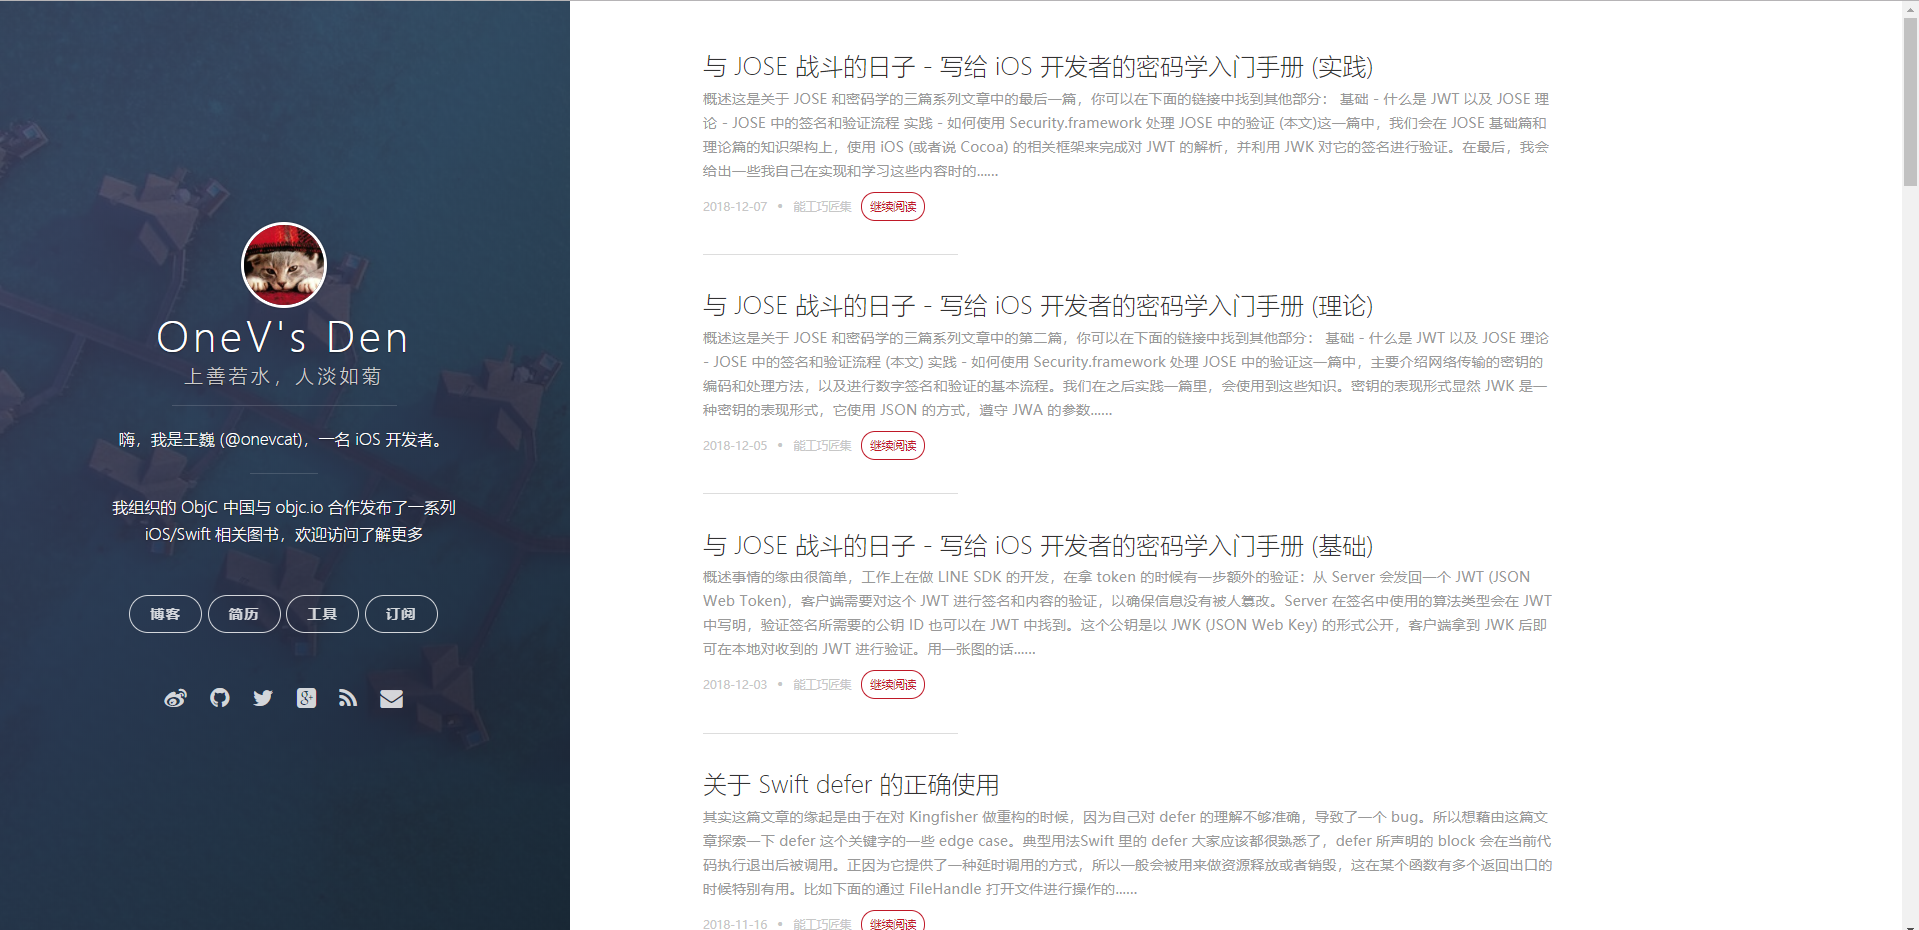 OneV's Den
上善若水，人淡如菊
嗨，我是王巍 (@onevcat)，一名 iOS 开发者。
我组织的 ObjC 中国与 objc.io 合作发布了一系列
iOS/Swift 相关图书，欢迎访问了解更多
博客 简历 工具 订阅
与 JOSE 战斗的日子 - 写给 iOS 开发者的密码学入门手册 (实践)
概述这是关于 JOSE 和密码学的三篇系列文章中的最后一篇，你可以在下面的链接中找到其他部分： 基础 - 什么是 JWT 以及 JOSE 理
论 - JOSE 中的签名和验证流程 实践 - 如何使用 Security.framework 处理 JOSE 中的验证 (本文)这一篇中，我们会在 JOSE 基础篇和
理论篇的知识架构上，使用 iOS (或者说 Cocoa) 的相关框架来完成对 JWT 的解析，并利用 JWK 对它的签名进行验证。在最后，我会
给出一些我自己在实现和学习这些内容时的......
2018-12-07 • 能工巧匠集 继续阅读
与 JOSE 战斗的日子 - 写给 iOS 开发者的密码学入门手册 (理论)
概述这是关于 JOSE 和密码学的三篇系列文章中的第二篇，你可以在下面的链接中找到其他部分： 基础 - 什么是 JWT 以及 JOSE 理论
- JOSE 中的签名和验证流程 (本文) 实践 - 如何使用 Security.framework 处理 JOSE 中的验证这一篇中，主要介绍网络传输的密钥的
编码和处理方法，以及进行数字签名和验证的基本流程。我们在之后实践一篇里，会使用到这些知识。密钥的表现形式显然 JWK 是一
种密钥的表现形式，它使用 JSON 的方式，遵守 JWA 的参数......
2018-12-05 • 能工巧匠集 继续阅读
与 JOSE 战斗的日子 - 写给 iOS 开发者的密码学入门手册 (基础)
概述事情的缘由很简单，工作上在做 LINE SDK 的开发，在拿 token 的时候有一步额外的验证：从 Server 会发回一个 JWT (JSON
Web Token)，客户端需要对这个 JWT 进行签名和内容的验证，以确保信息没有被人篡改。Server 在签名中使用的算法类型会在 JWT
中写明，验证签名所需要的公钥 ID 也可以在 JWT 中找到。这个公钥是以 JWK (JSON Web Key) 的形式公开，客户端拿到 JWK 后即
可在本地对收到的 JWT 进行验证。用一张图的话......
2018-12-03 • 能工巧匠集 继续阅读
关于 Swift defer 的正确使用
其实这篇文章的缘起是由于在对 Kingfisher 做重构的时候，因为自己对 defer 的理解不够准确，导致了一个 bug。所以想藉由这篇文
章探索一下 defer 这个关键字的一些 edge case。典型用法Swift 里的 defer 大家应该都很熟悉了，defer 所声明的 block 会在当前代
码执行退出后被调用。正因为它提供了一种延时调用的方式，所以一般会被用来做资源释放或者销毁，这在某个函数有多个返回出口的
时候特别有用。比如下面的通过 FileHandle 打开文件进行操作的......
2018-11-16 • 能工巧匠集 继续阅读